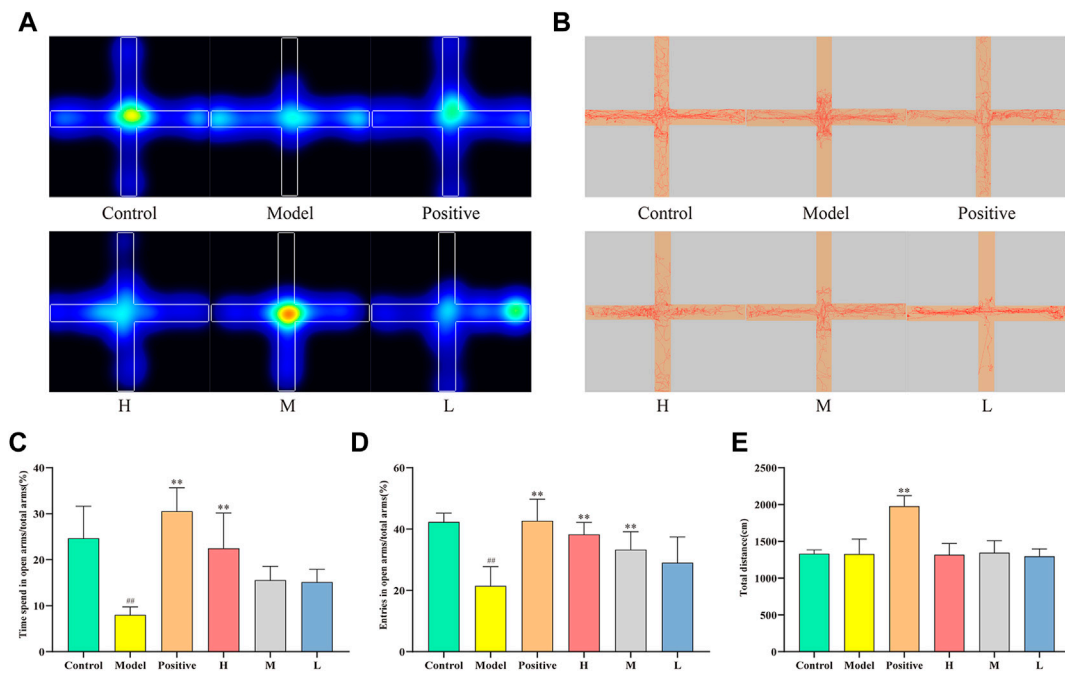 A
B
Control Model Positive
Control Model Positive
H M L
H M L
C
D
E
Time spend in open arms/total arms(%)
40
30
20
10
0
##
**
**
Control Model Positive H M L
Entries in open arms/total arms(%)
60
40
20
0
##
**
**
**
Control Model Positive H M L
Total distance(cm)
2500
2000
1500
1000
500
0
**
Control Model Positive H M L